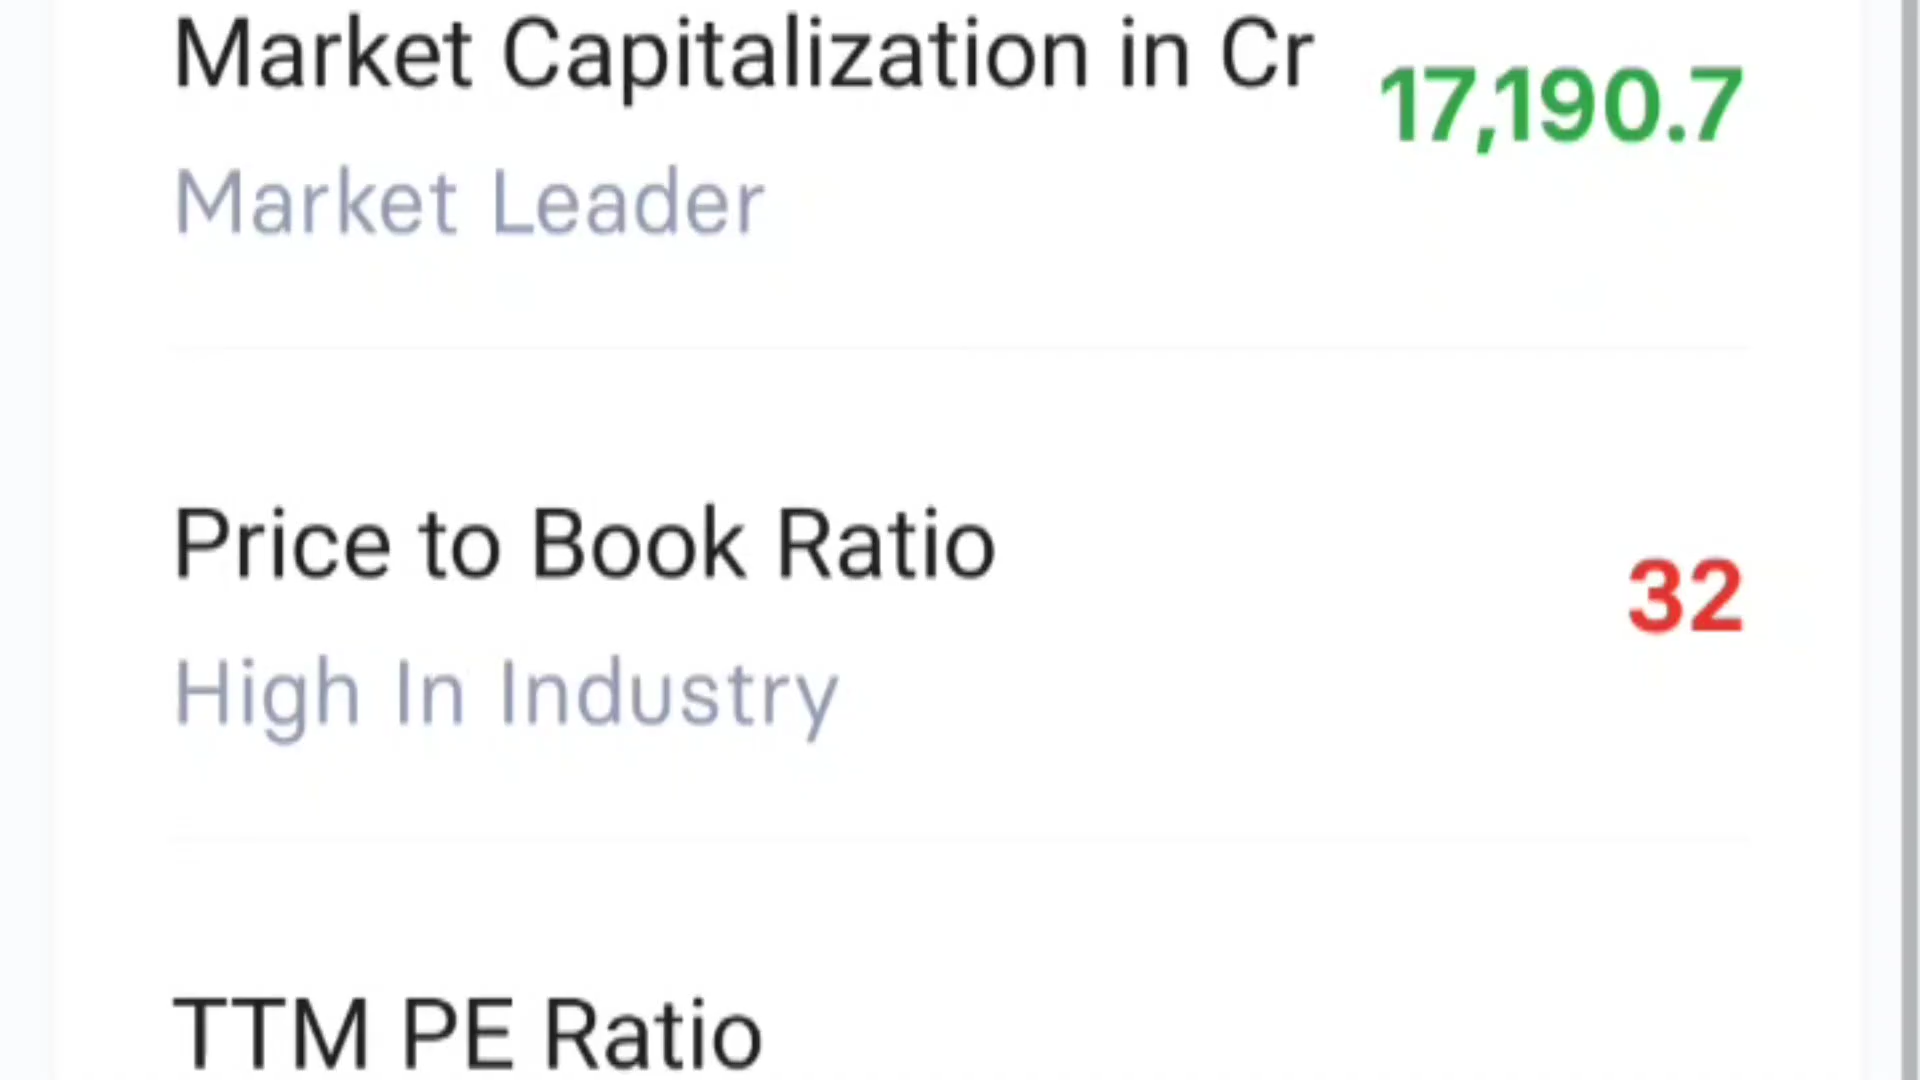 Market Capitalization in Cr
17,190.7
Market Leader
Price to Book Ratio
32
High In Industry
TTM PE Ratio